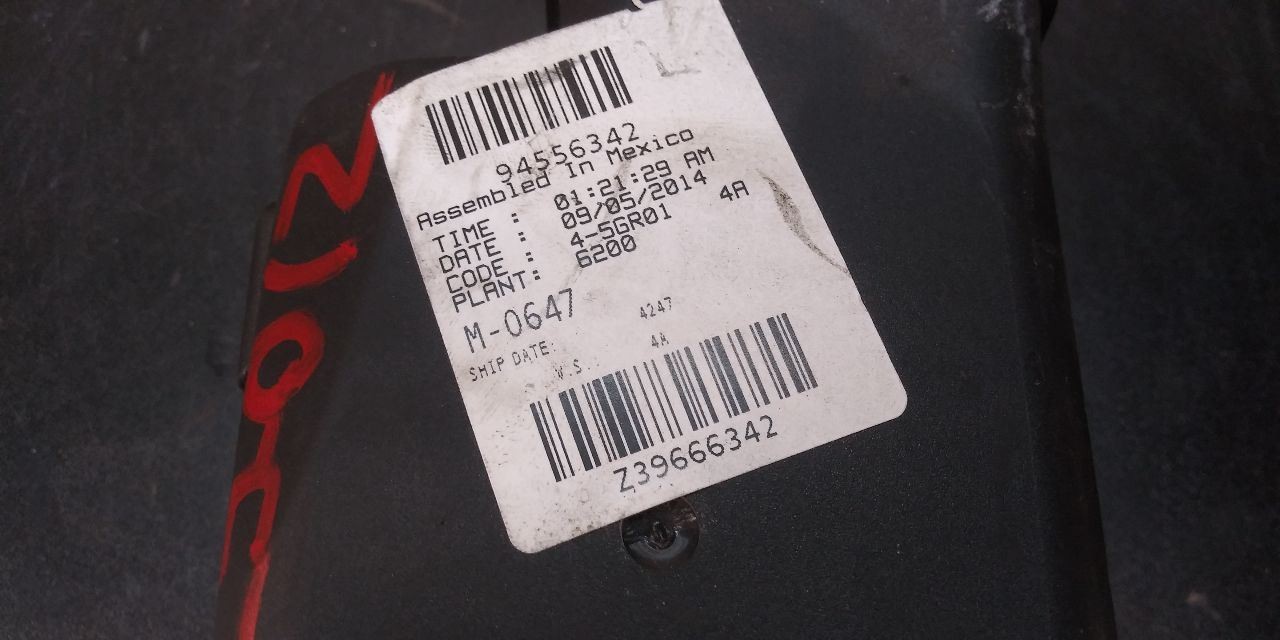 94556342
Assembled In Mexico
TIME : 01:21:29 AM
DATE : 09/05/2014 4A
CODE : 4-5GR01
PLANT: 6200
M-0647 4247
SHIP DATE: 4A
W.S.:
Z39666342